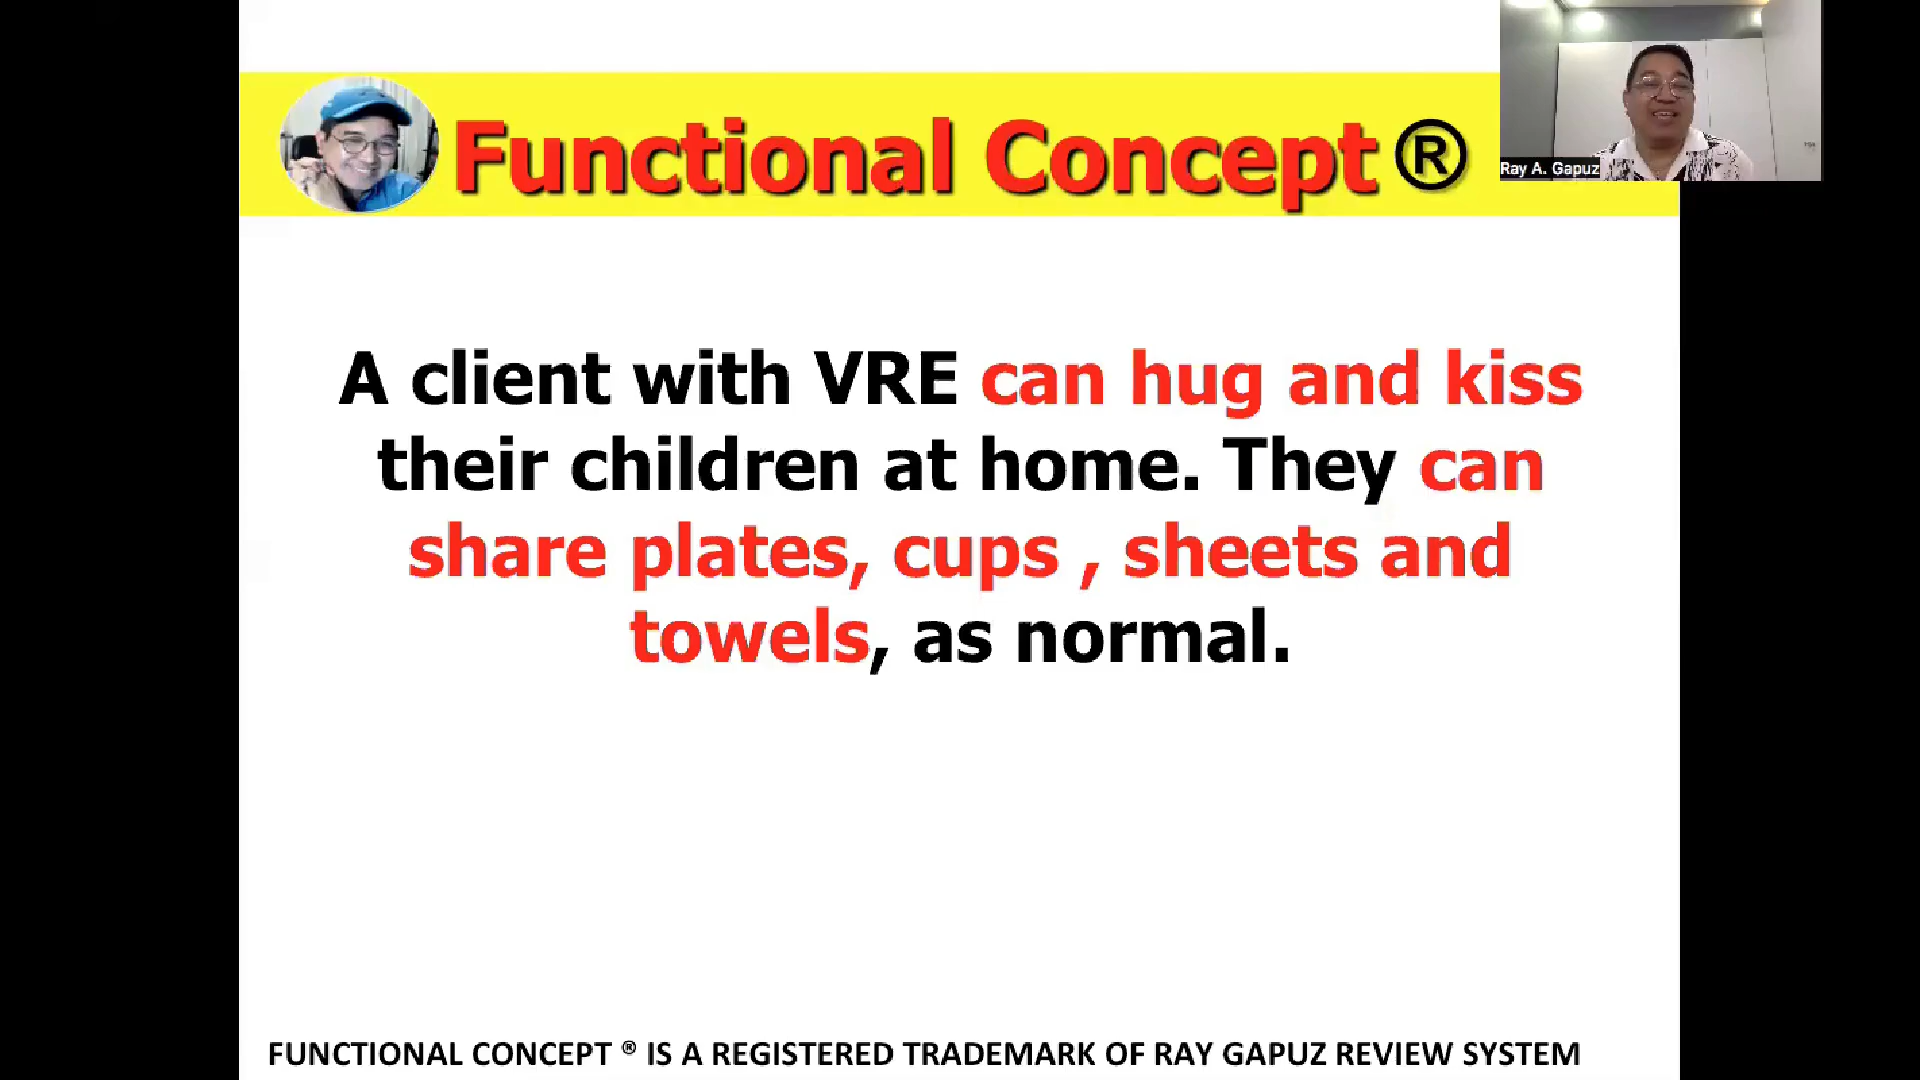 Functional Concept ®
Ray A. Gapuz
A client with VRE can hug and kiss
their children at home. They can
share plates, cups , sheets and
towels, as normal.
FUNCTIONAL CONCEPT ® IS A REGISTERED TRADEMARK OF RAY GAPUZ REVIEW SYSTEM